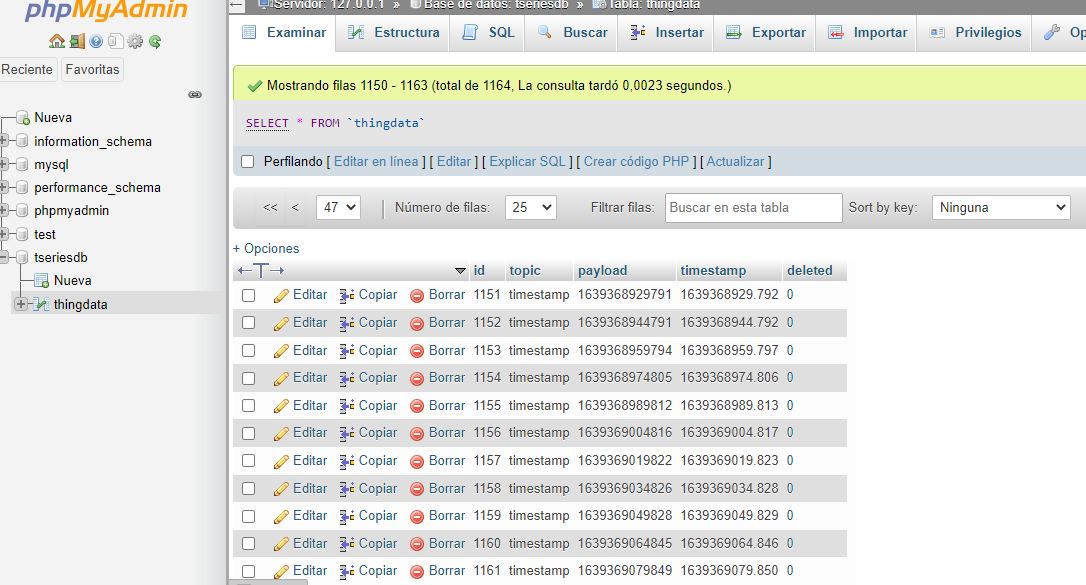 phpMyAdmin
Servidor: 127.0.0.1 » Base de datos: tseriesdb » Tabla: thingdata
Examinar Estructura SQL Buscar Insertar Exportar Importar Privilegios Op
Reciente Favoritas
Nueva
information_schema
mysql
performance_schema
phpmyadmin
test
tseriesdb
Nueva
thingdata
Mostrando filas 1150 - 1163 (total de 1164, La consulta tardó 0,0023 segundos.)
SELECT * FROM `thingdata`
Perfilando [ Editar en línea ] [ Editar ] [ Explicar SQL ] [ Crear código PHP ] [ Actualizar ]
<< < 47 | Número de filas: 25 Filtrar filas: Buscar en esta tabla Sort by key: Ninguna
+ Opciones
←T→ id topic payload timestamp deleted
Editar Copiar Borrar 1151 timestamp 1639368929791 1639368929.792 0
Editar Copiar Borrar 1152 timestamp 1639368944791 1639368944.792 0
Editar Copiar Borrar 1153 timestamp 1639368959794 1639368959.797 0
Editar Copiar Borrar 1154 timestamp 1639368974805 1639368974.806 0
Editar Copiar Borrar 1155 timestamp 1639368989812 1639368989.813 0
Editar Copiar Borrar 1156 timestamp 1639369004816 1639369004.817 0
Editar Copiar Borrar 1157 timestamp 1639369019822 1639369019.823 0
Editar Copiar Borrar 1158 timestamp 1639369034826 1639369034.828 0
Editar Copiar Borrar 1159 timestamp 1639369049828 1639369049.829 0
Editar Copiar Borrar 1160 timestamp 1639369064845 1639369064.846 0
Editar Copiar Borrar 1161 timestamp 1639369079849 1639369079.850 0